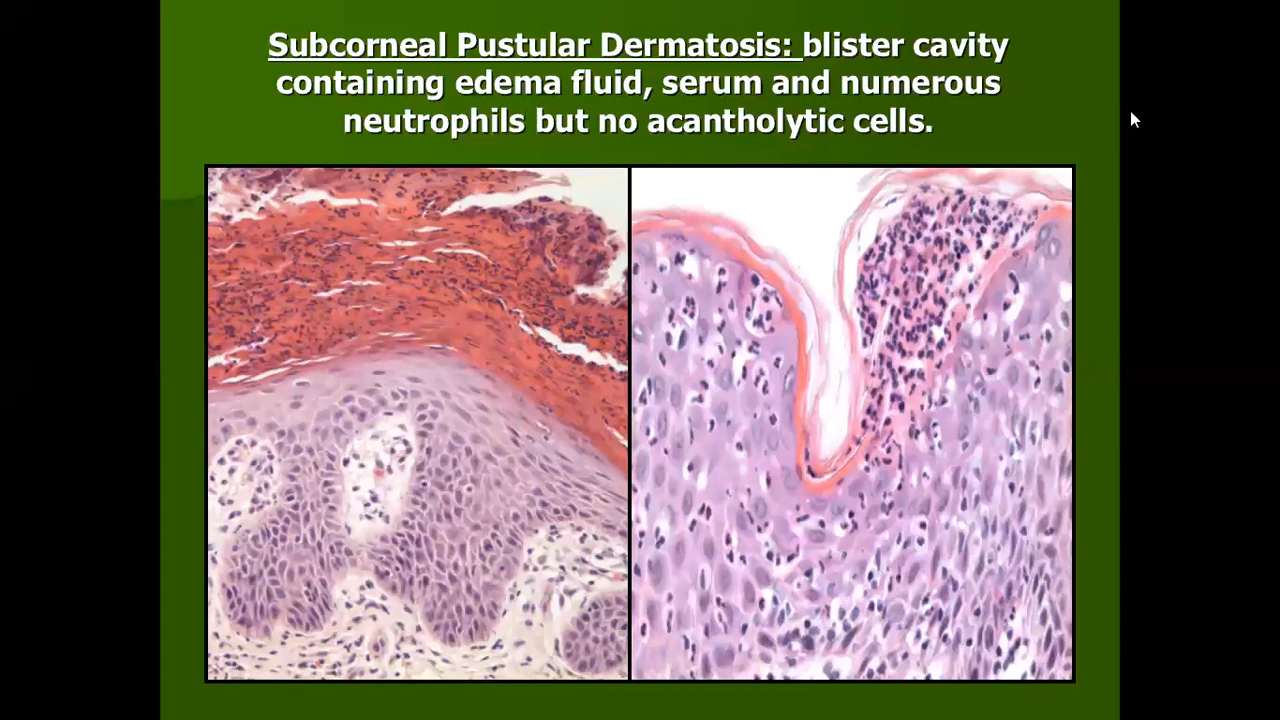 Subcorneal Pustular Dermatosis: blister cavity
containing edema fluid, serum and numerous
neutrophils but no acantholytic cells.